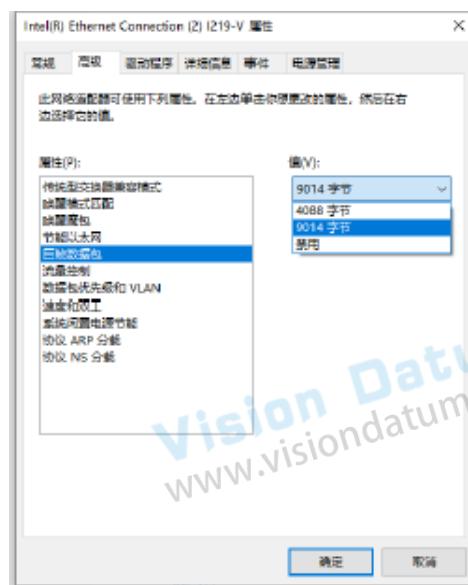 Intel(R) Ethernet Connection (2) I219-V 属性
常规 高级 驱动程序 详细信息 事件 电源管理
此网络适配器可使用下列属性。在左边单击你想更改的属性，然后在右
边选择它的值。
属性(P): 值(V):
传统型交换器兼容模式
唤醒模式匹配
唤醒魔包
节能以太网
巨帧数据包
流量控制
数据包优先级和 VLAN
速度和双工
系统闲置电源节能
协议 ARP 分载
协议 NS 分载
9014 字节
4088 字节
9014 字节
禁用
Vision Datu
www.visiondatum
确定 取消